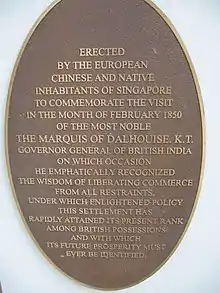 ERECTED
BY THE EUROPEAN
CHINESE AND NATIVE
INHABITANTS OF SINGAPORE
TO COMMEMORATE THE VISIT
IN THE MONTH OF FEBRUARY 1850
OF THE MOST NOBLE
THE MARQUIS OF DALHOUISE. K.T.
GOVERNOR GENERAL OF BRITISH INDIA
ON WHICH OCCASION
HE EMPHATICALLY RECOGNIZED
THE WISDOM OF LIBERATING COMMERCE
FROM ALL RESTRAINTS.
UNDER WHICH ENLIGHTENED POLICY
THIS SETTLEMENT HAS
RAPIDLY ATTAINED ITS PRESENT RANK
AMONG BRITISH POSSESSIONS
AND WITH WHICH
ITS FUTURE PROSPERITY MUST
EVER BE IDENTIFIED.